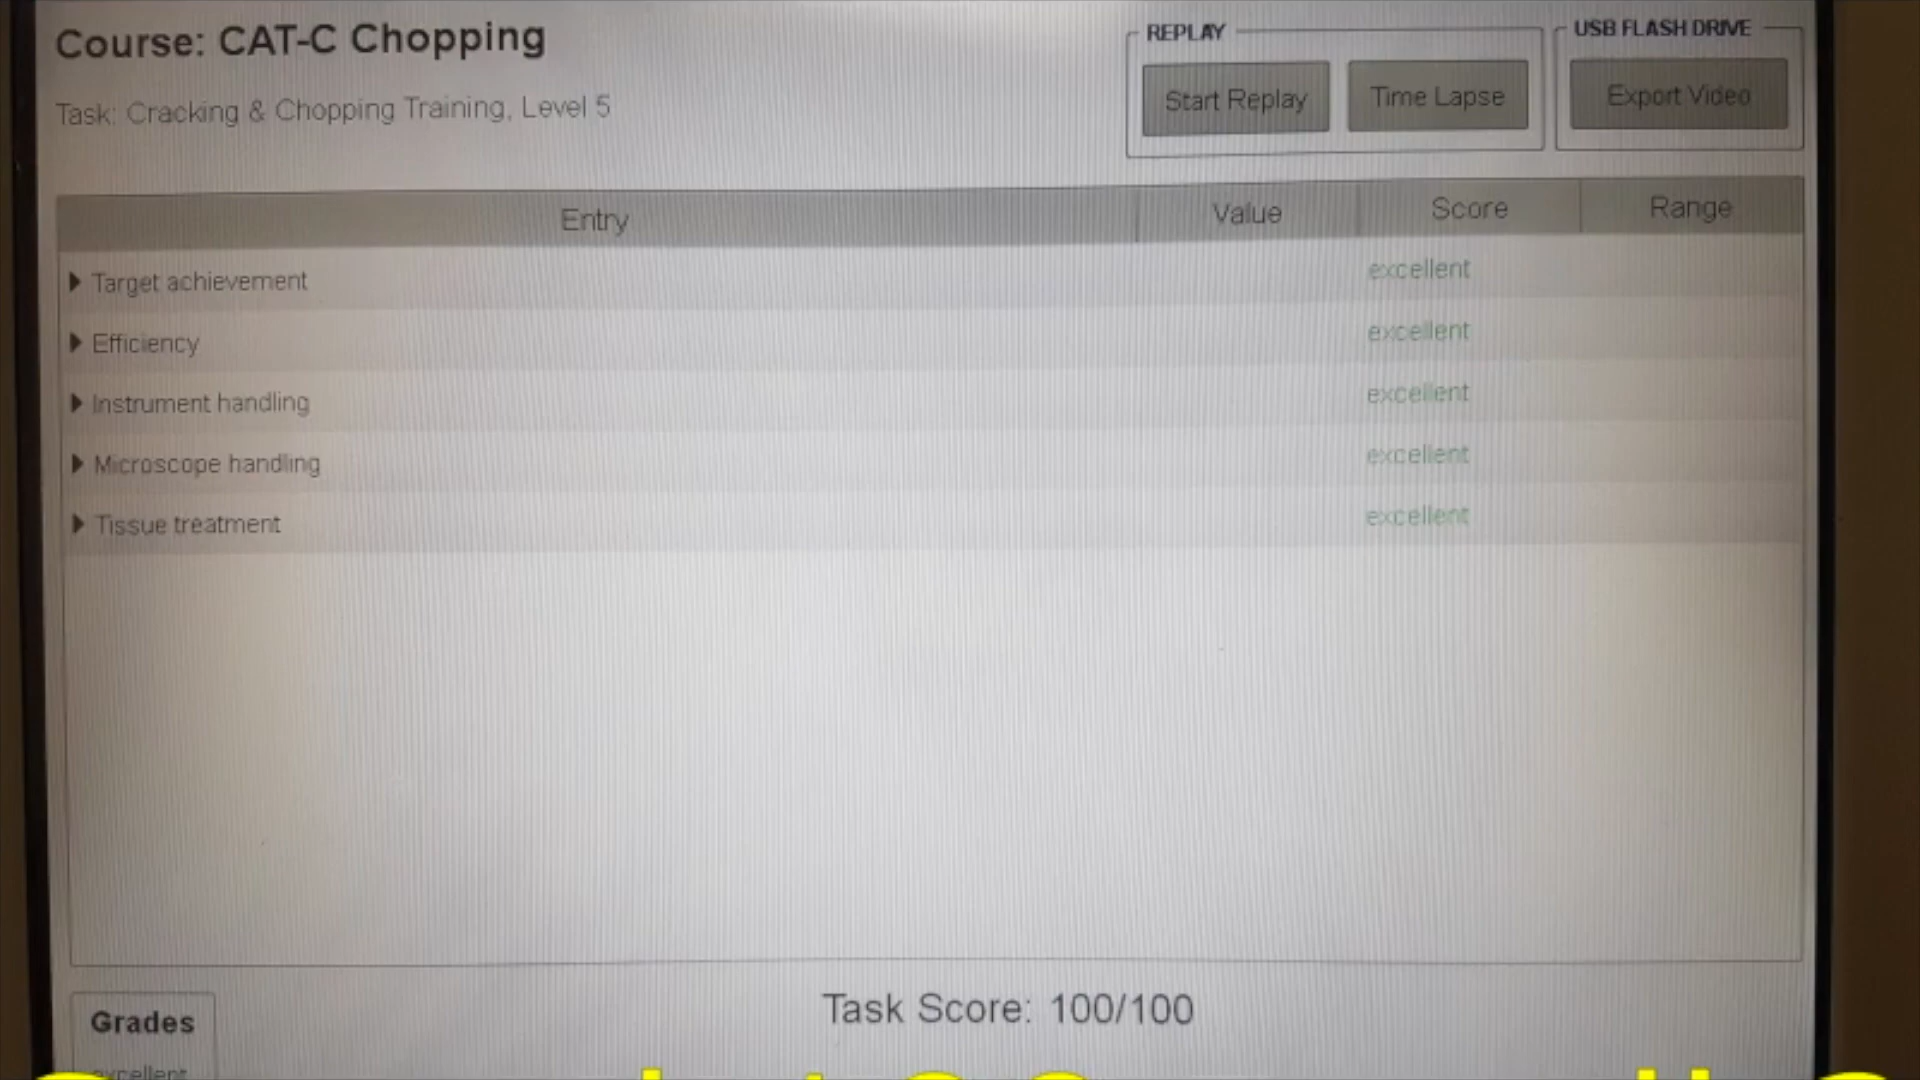 Course: CAT-C Chopping
Task: Cracking & Chopping Training, Level 5
REPLAY
Start Replay
Time Lapse
USB FLASH DRIVE
Export Video
Entry Value Score Range
Target achievement excellent
Efficiency excellent
Instrument handling excellent
Microscope handling excellent
Tissue treatment excellent
Task Score: 100/100
Grades
excellent